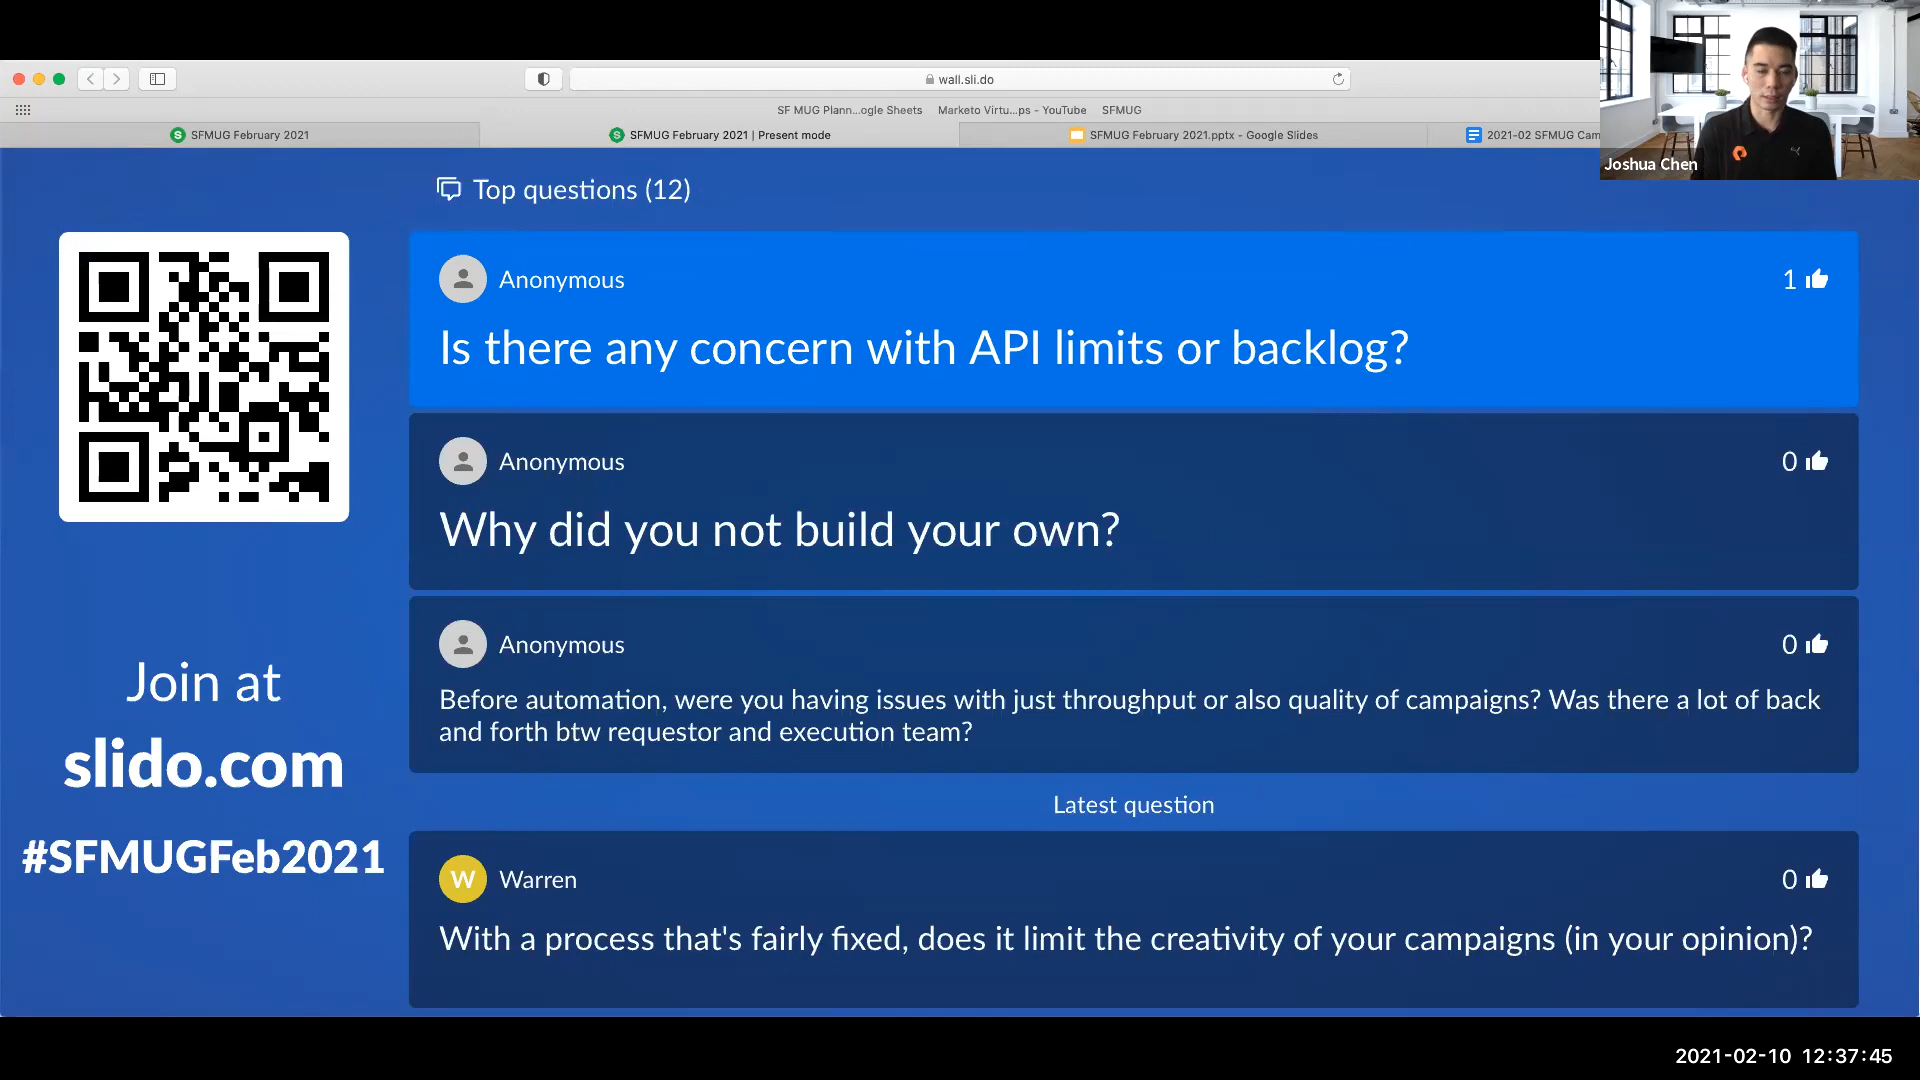 wall.sli.do
SF MUG Plann...ogle Sheets Marketo Virtu...ps - YouTube SFMUG
SFMUG February 2021
SFMUG February 2021 | Present mode
SFMUG February 2021.pptx - Google Slides
2021-02 SFMUG Cam
Joshua Chen
Top questions (12)
Anonymous
1
Is there any concern with API limits or backlog?
Anonymous
0
Why did you not build your own?
Anonymous
0
Before automation, were you having issues with just throughput or also quality of campaigns? Was there a lot of back
and forth btw requestor and execution team?
Latest question
W
Warren
0
With a process that's fairly fixed, does it limit the creativity of your campaigns (in your opinion)?
Join at
slido.com
#SFMUGFeb2021
2021-02-10 12:37:45